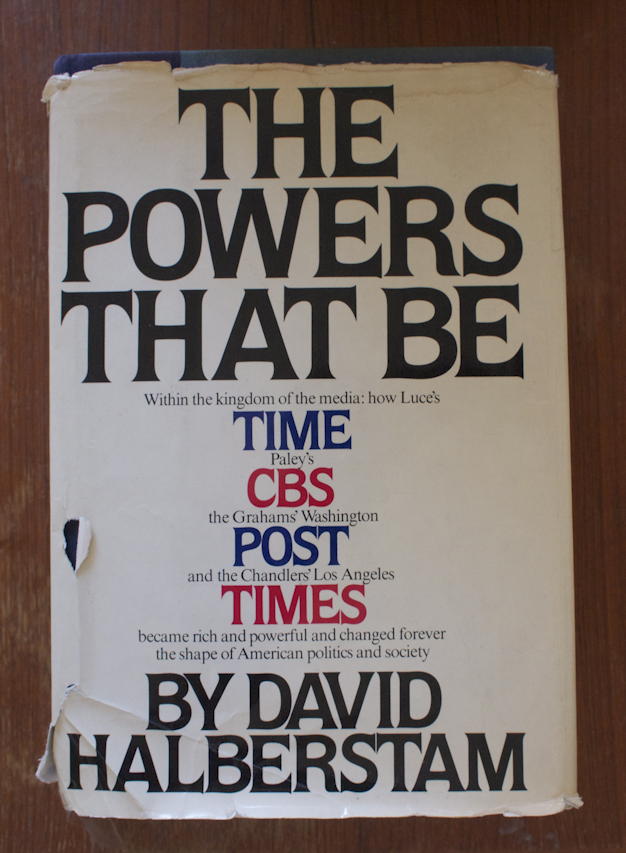 THE
POWERS
THAT BE
Within the kingdom of the media: how Luce's
TIME
Paley's
CBS
the Grahams' Washington
POST
and the Chandlers' Los Angeles
TIMES
became rich and powerful and changed forever
the shape of American politics and society
BY DAVID
HALBERSTAM